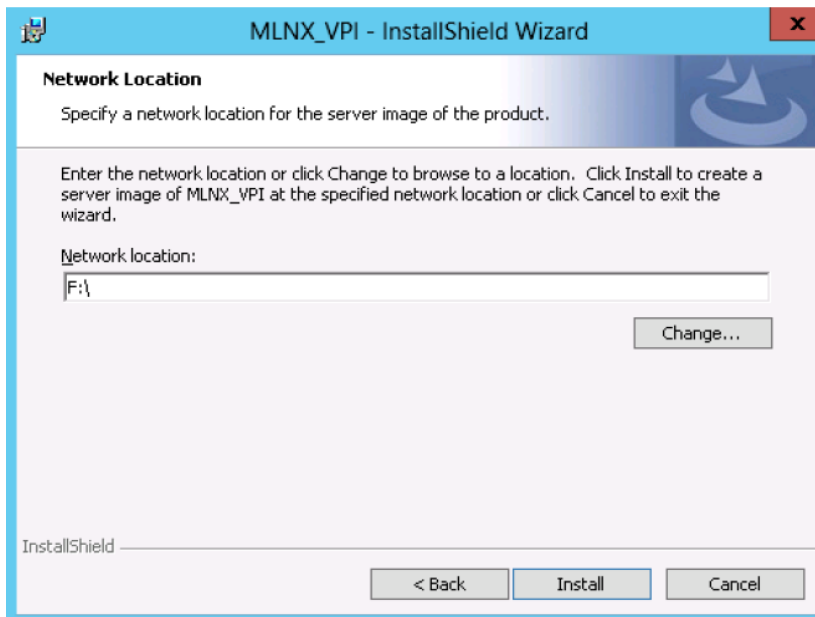 MLNX_VPI - InstallShield Wizard
x
Network Location
Specify a network location for the server image of the product.
Enter the network location or click Change to browse to a location.  Click Install to create a
server image of MLNX_VPI at the specified network location or click Cancel to exit the
wizard.
Network location:
F:\
Change...
InstallShield
< Back
Install
Cancel